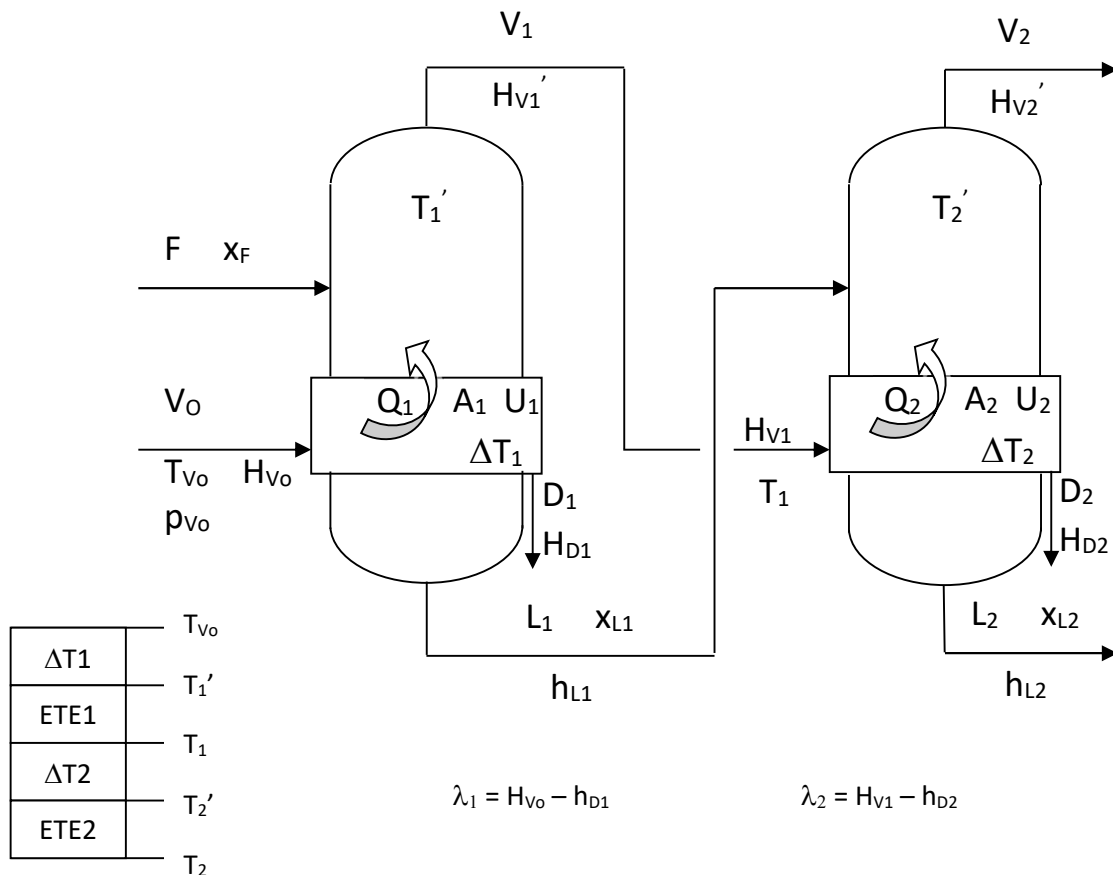 V₁
H_V1'
T₁'
F x_F
V_O
T_Vo H_Vo
p_Vo
Q₁ A₁ U₁
ΔT₁
D₁
H_D1
L₁ x_L1
h_L1
V₂
H_V2'
T₂'
H_V1
T₁
Q₂ A₂ U₂
ΔT₂
D₂
H_D2
L₂ x_L2
h_L2
T_Vo
ΔT1
T₁'
ETE1
T₁
ΔT2
T₂'
ETE2
T₂
λ₁ = H_Vo – h_D1
λ₂ = H_V1 – h_D2